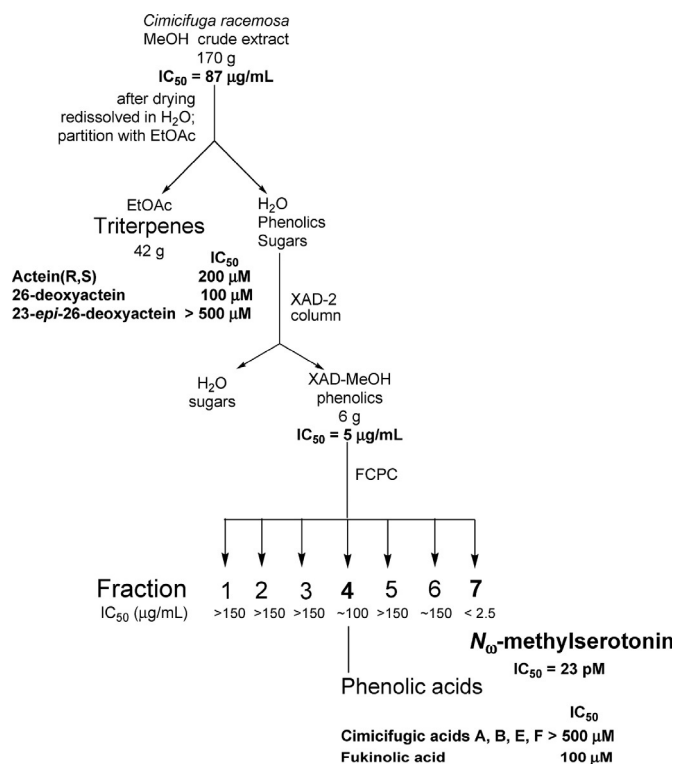 Cimicifuga racemosa
MeOH crude extract
170 g
IC50 = 87 μg/mL
after drying
redissolved in H2O;
partition with EtOAc
EtOAc
Triterpenes
42 g
H2O
Phenolics
Sugars
IC50
Actein(R,S) 200 μM
26-deoxyactein 100 μM
23-epi-26-deoxyactein > 500 μM
XAD-2
column
H2O
sugars
XAD-MeOH
phenolics
6 g
IC50 = 5 μg/mL
FCPC
Fraction 1 2 3 4 5 6 7
IC50 (μg/mL) >150 >150 >150 ~100 >150 ~150 < 2.5
Nω-methylserotonin
IC50 = 23 pM
Phenolic acids
IC50
Cimicifugic acids A, B, E, F > 500 μM
Fukinolic acid 100 μM